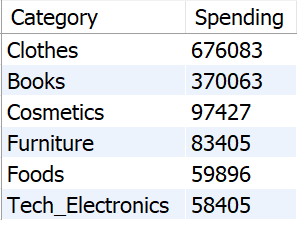 Category Spending
Clothes 676083
Books 370063
Cosmetics 97427
Furniture 83405
Foods 59896
Tech_Electronics 58405